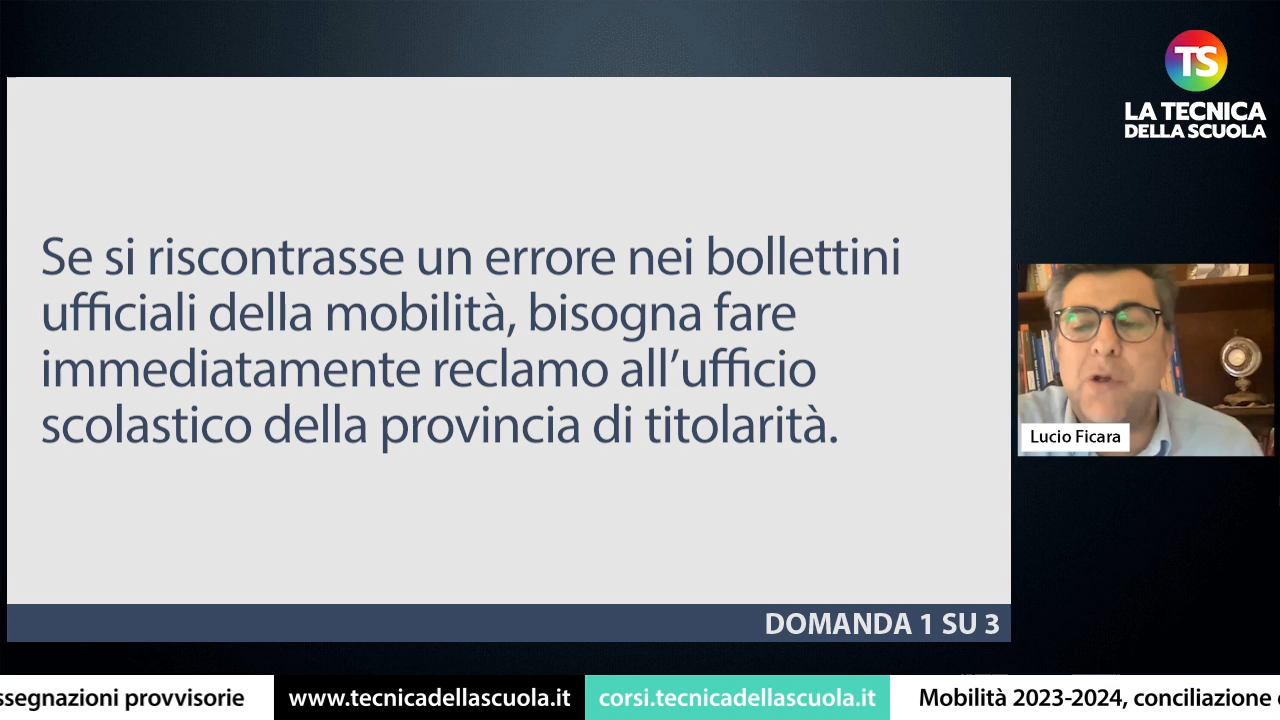 TS
LA TECNICA
DELLA SCUOLA
Se si riscontrasse un errore nei bollettini
ufficiali della mobilità, bisogna fare
immediatamente reclamo all’ufficio
scolastico della provincia di titolarità.
Lucio Ficara
DOMANDA 1 SU 3
ssegnazioni provvisorie www.tecnicadellascuola.it corsi.tecnicadellascuola.it Mobilità 2023-2024, conciliazione